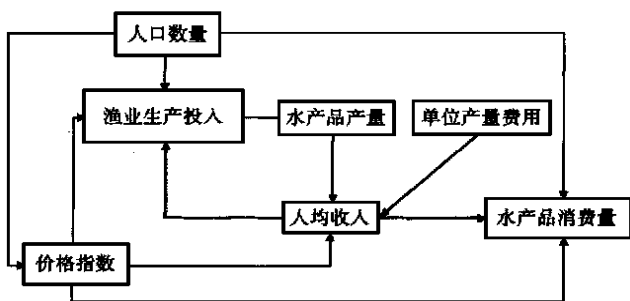 人口数量
渔业生产投入
水产品产量
单位产量费用
人均收入
水产品消费量
价格指数